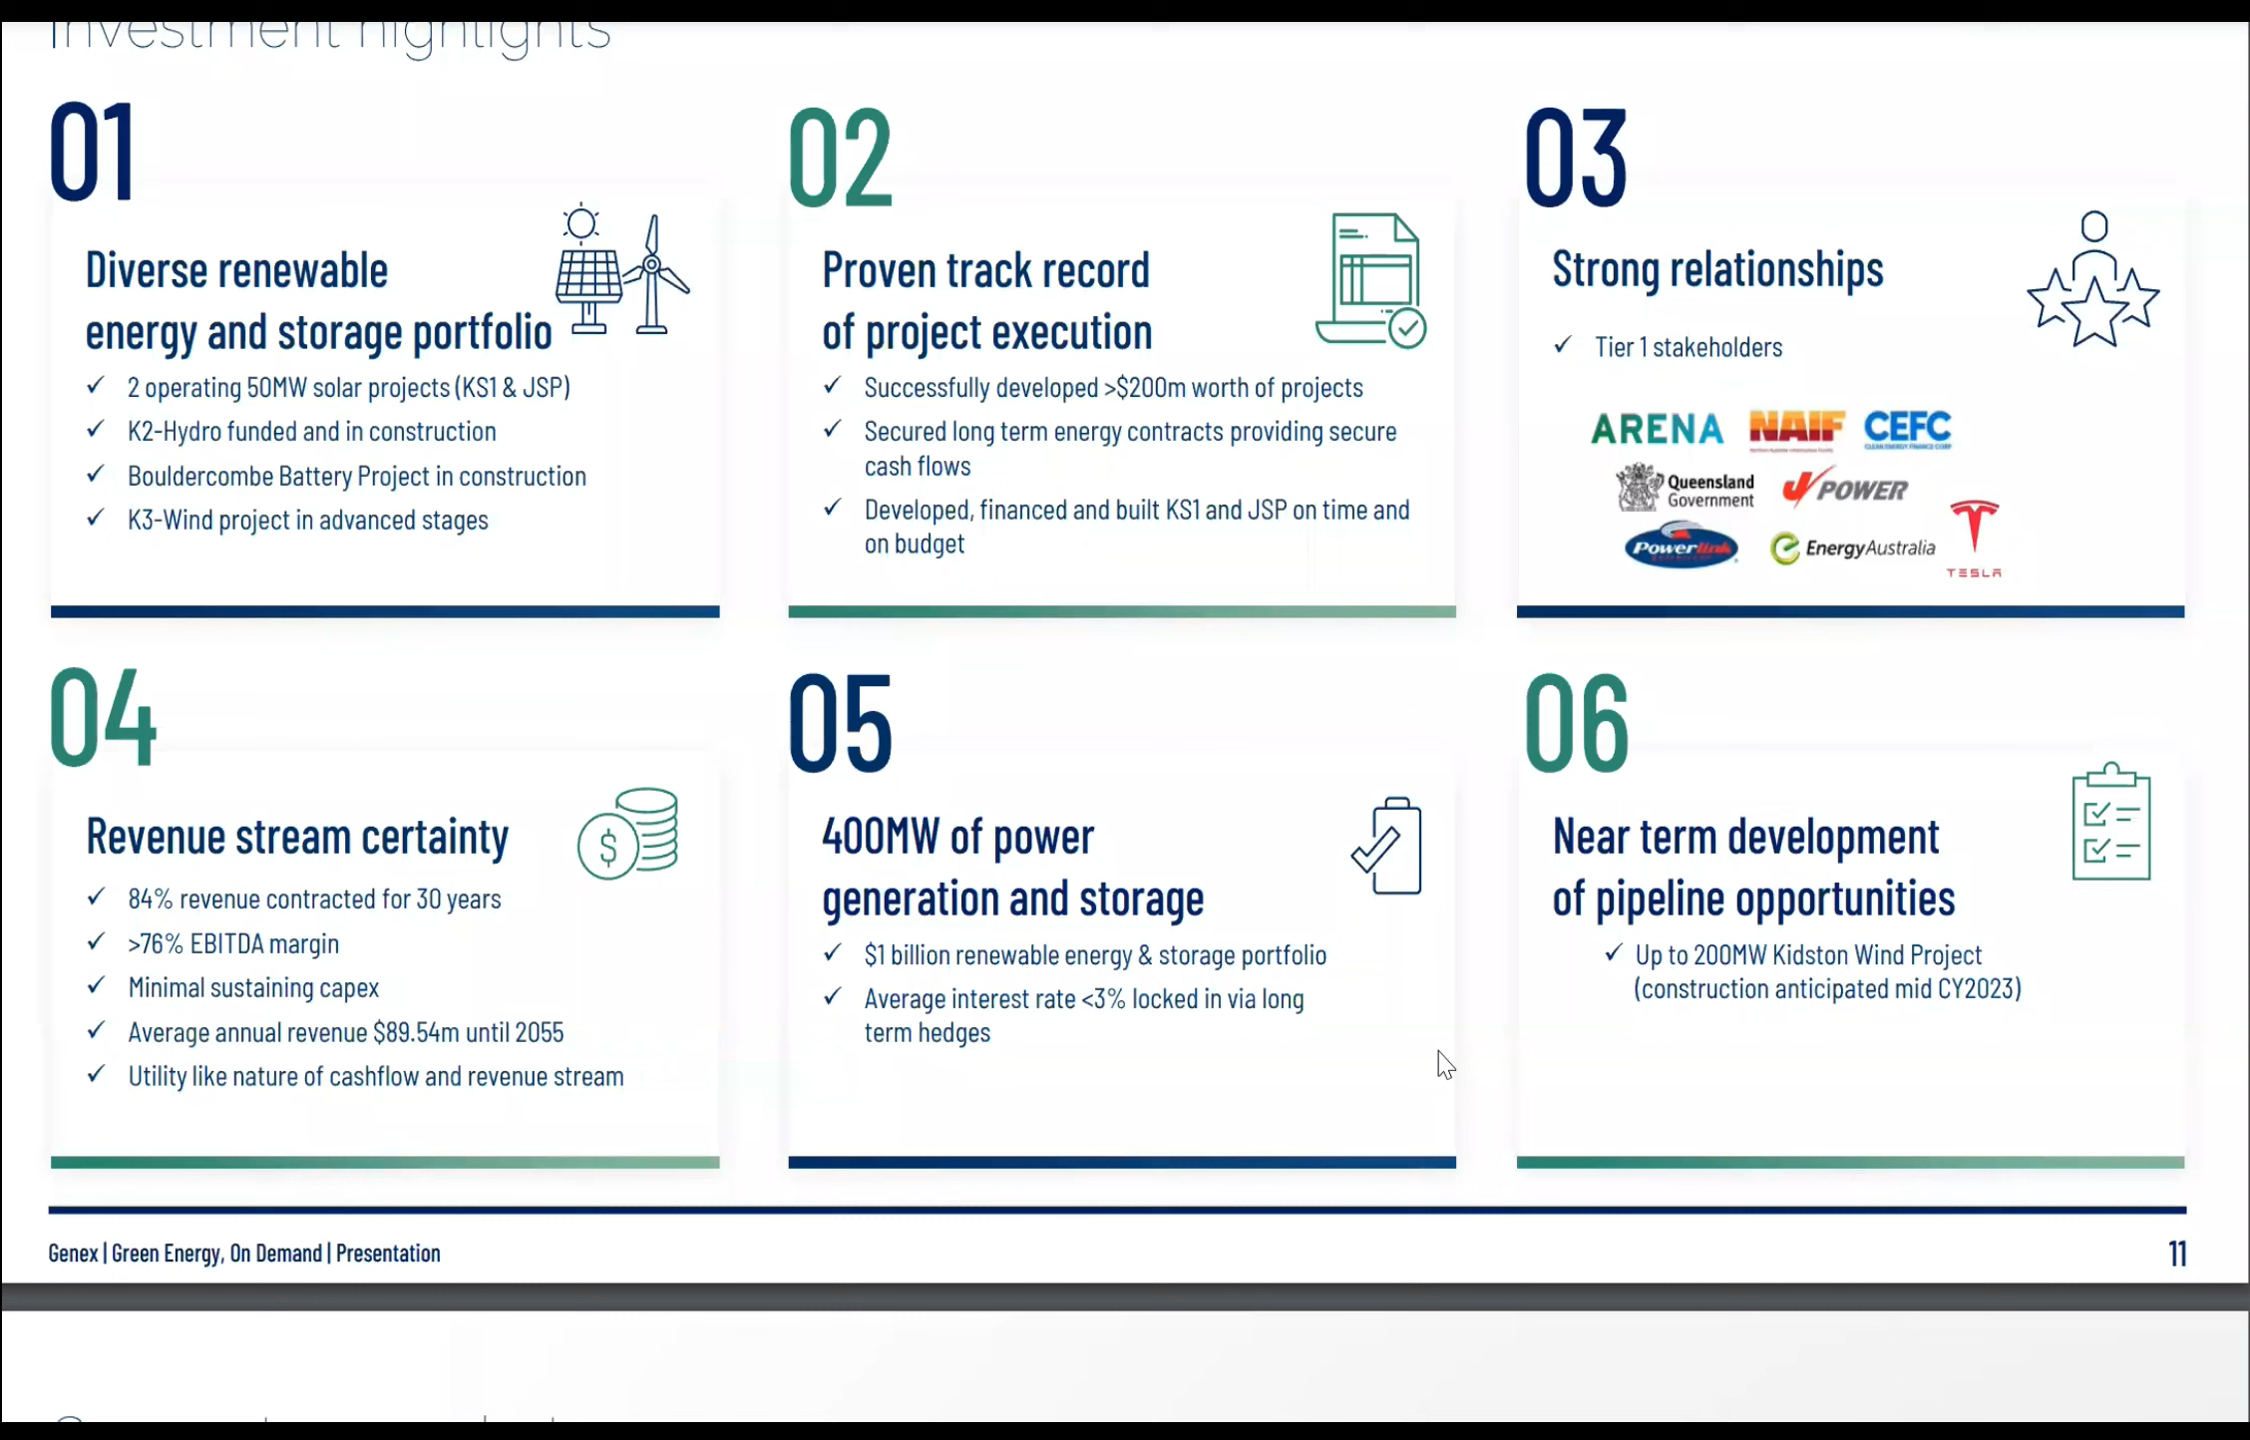 Investment highlights
01
Diverse renewable
energy and storage portfolio
✓ 2 operating 50MW solar projects (KS1 & JSP)
✓ K2-Hydro funded and in construction
✓ Bouldercombe Battery Project in construction
✓ K3-Wind project in advanced stages
02
Proven track record
of project execution
✓ Successfully developed >$200m worth of projects
✓ Secured long term energy contracts providing secure
cash flows
✓ Developed, financed and built KS1 and JSP on time and
on budget
03
Strong relationships
✓ Tier 1 stakeholders
ARENA NAIF CEFC
CLEAN ENERGY FINANCE CORP
Queensland
Government
POWER
Powerlink
EnergyAustralia
TESLA
04
Revenue stream certainty
✓ 84% revenue contracted for 30 years
✓ >76% EBITDA margin
✓ Minimal sustaining capex
✓ Average annual revenue $89.54m until 2055
✓ Utility like nature of cashflow and revenue stream
05
400MW of power
generation and storage
✓ $1 billion renewable energy & storage portfolio
✓ Average interest rate <3% locked in via long
term hedges
06
Near term development
of pipeline opportunities
✓ Up to 200MW Kidston Wind Project
(construction anticipated mid CY2023)
Genex | Green Energy, On Demand | Presentation
11